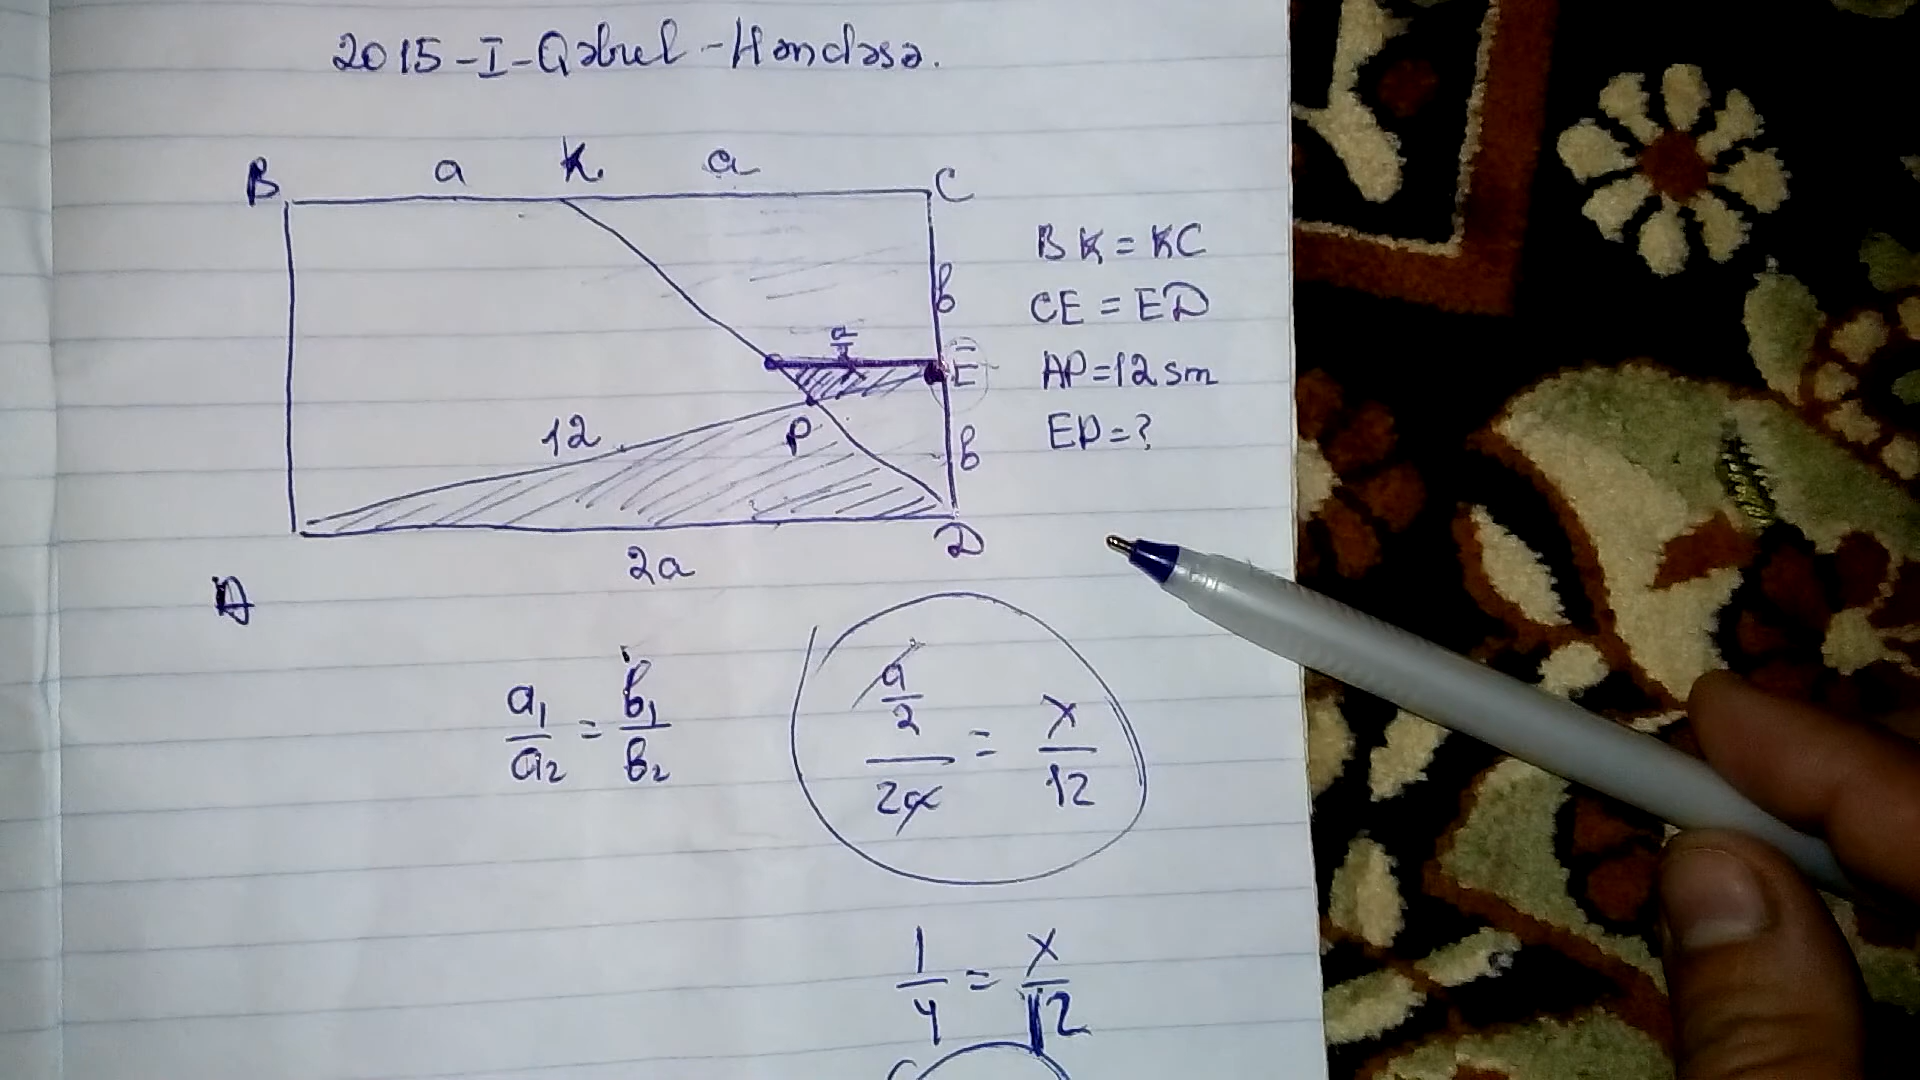 2015-I-Qəbul-Həndəsə.
B a K. a C
BK = KC
b
CE = ED
a/2
E
AP=12 sm
12 P b
EP=?
D
2a
A
a₁/a₂ = b₁/b₂
(a/2)/2a = x/12
1/4 = x/12